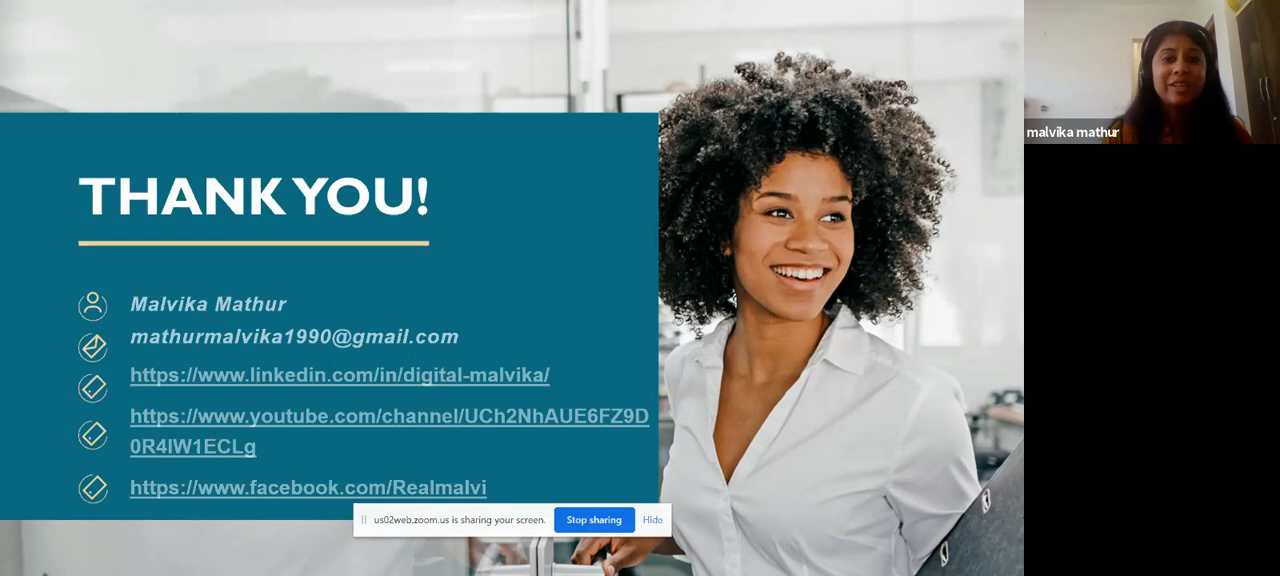 THANK YOU!
Malvika Mathur
mathurmalvika1990@gmail.com
https://www.linkedin.com/in/digital-malvika/
https://www.youtube.com/channel/UCh2NhAUE6FZ9D
0R4IW1ECLg
https://www.facebook.com/Realmalvi
us02web.zoom.us is sharing your screen.
Stop sharing
Hide
malvika mathur